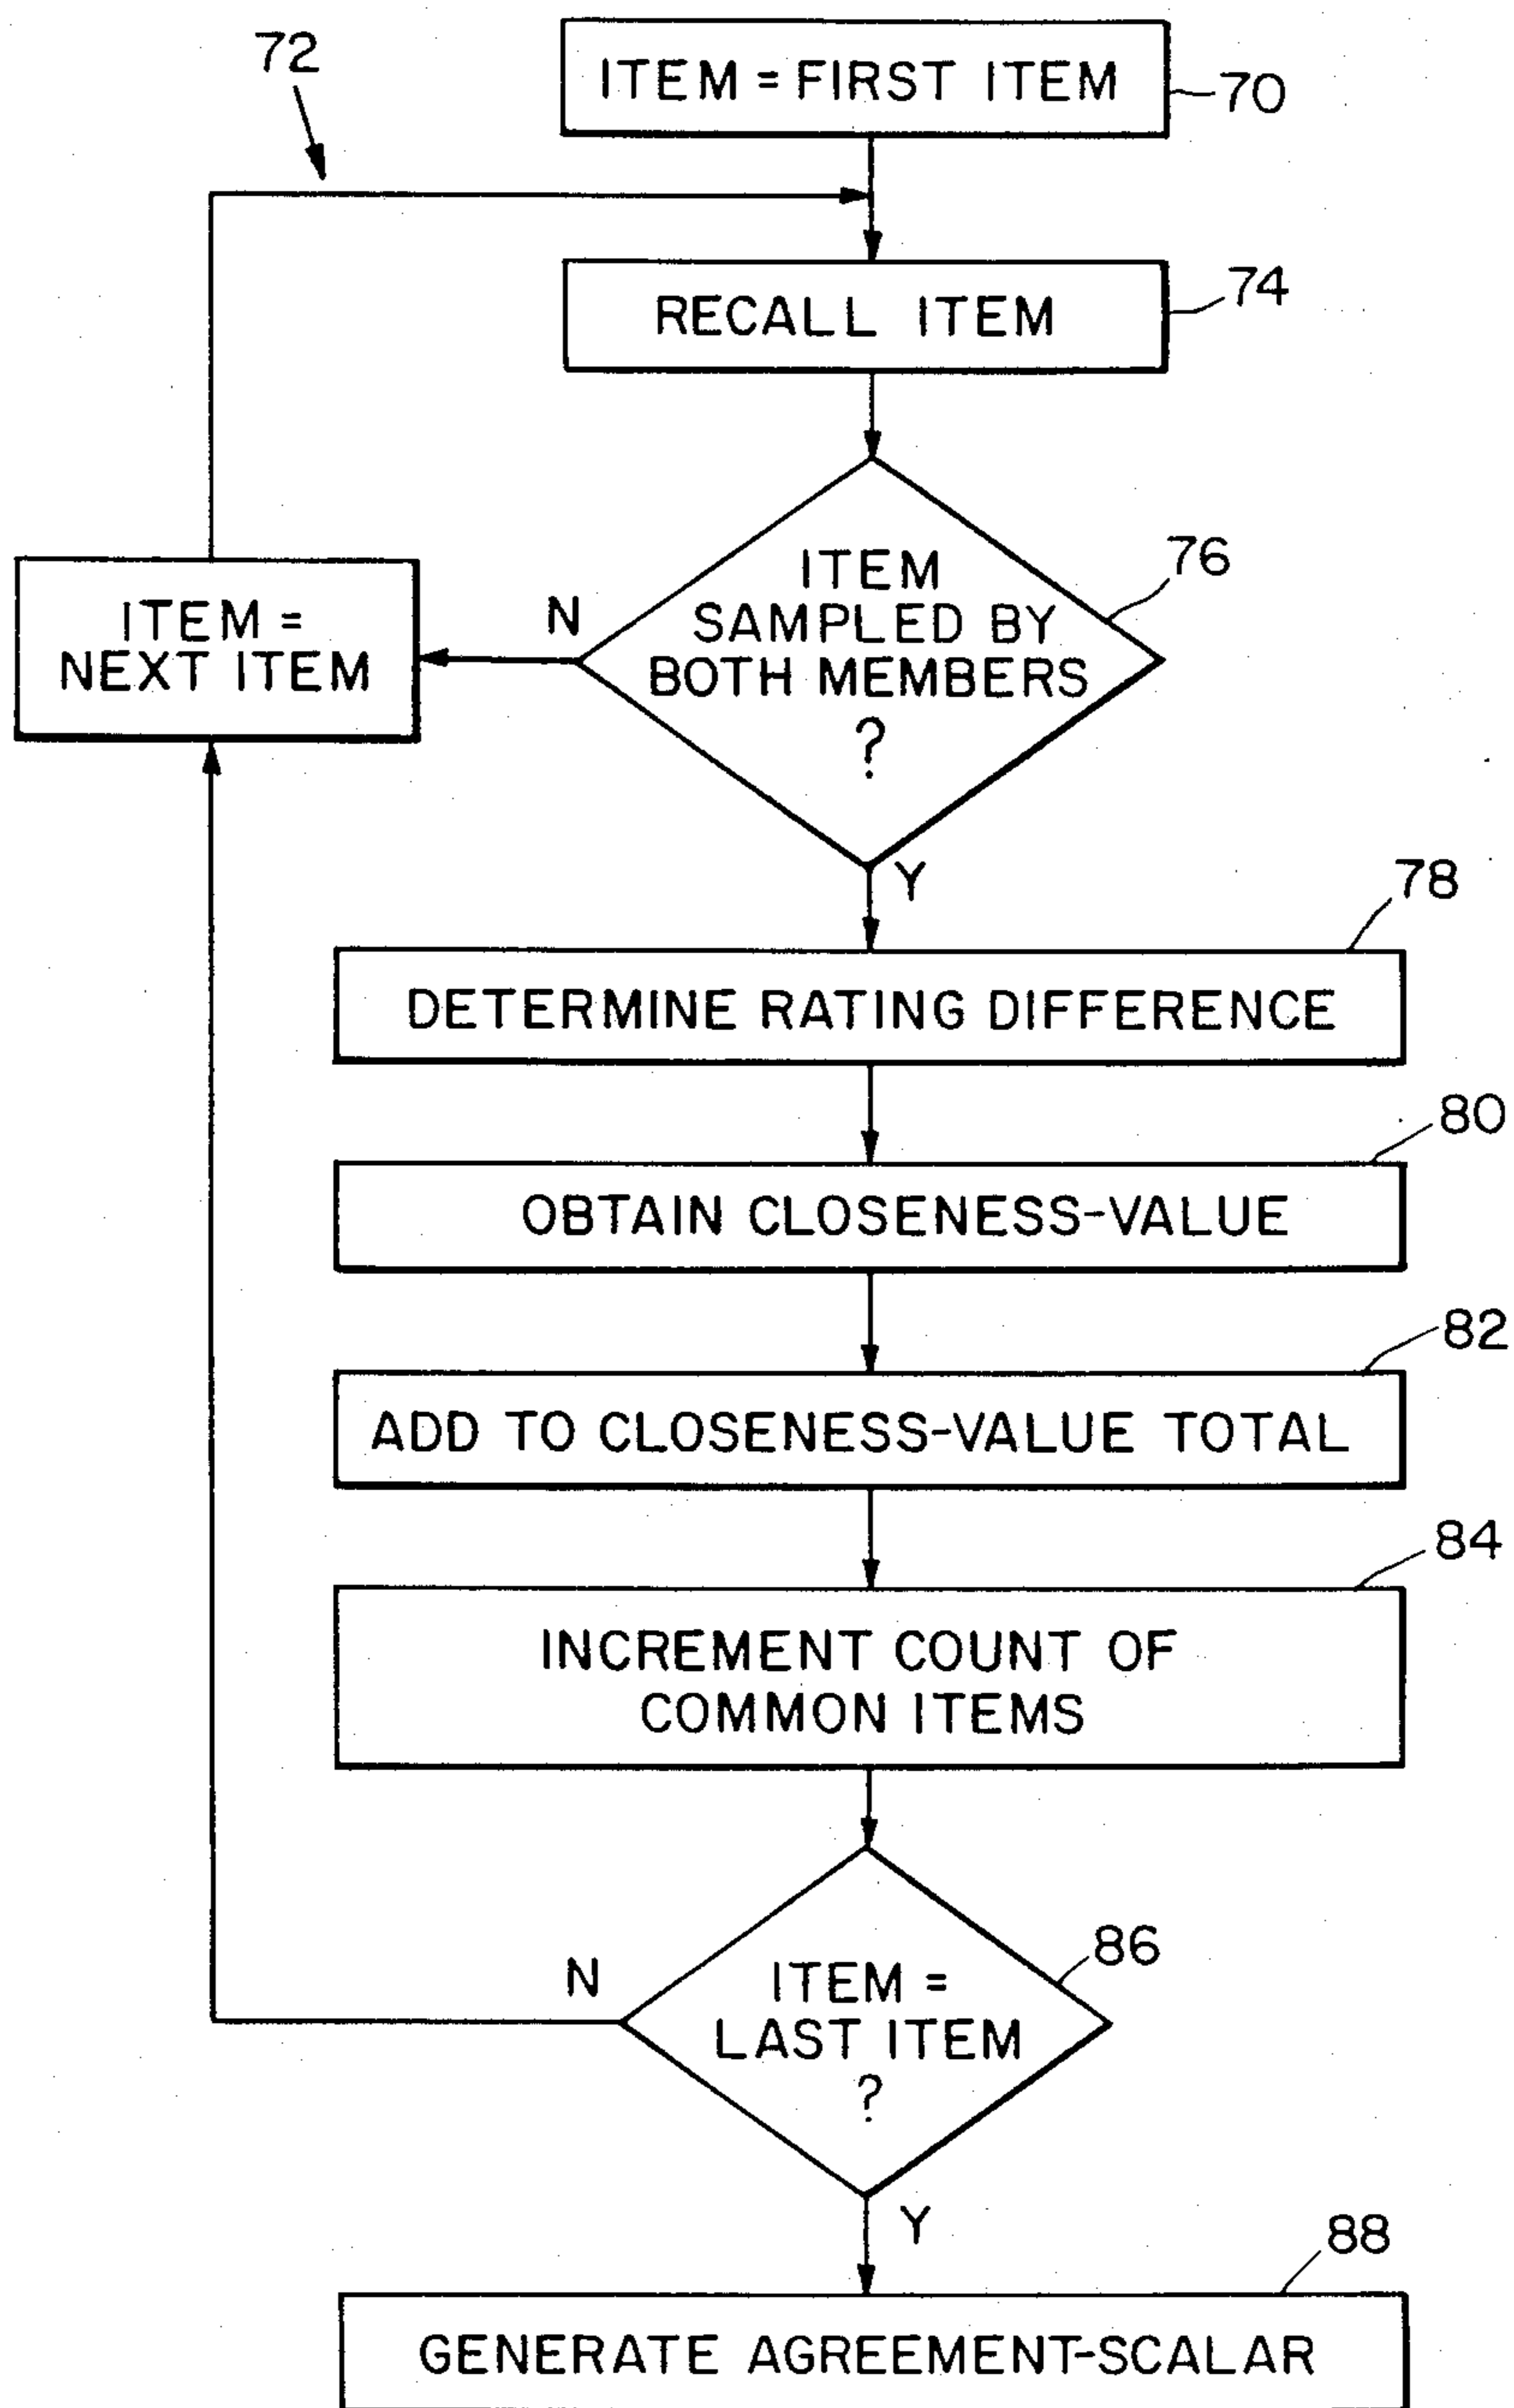 72
ITEM = FIRST ITEM
70
RECALL ITEM
74
ITEM
SAMPLED BY
BOTH MEMBERS
?
76
N
ITEM =
NEXT ITEM
Y
78
DETERMINE RATING DIFFERENCE
80
OBTAIN CLOSENESS-VALUE
82
ADD TO CLOSENESS-VALUE TOTAL
84
INCREMENT COUNT OF
COMMON ITEMS
86
N
ITEM =
LAST ITEM
?
Y
88
GENERATE AGREEMENT-SCALAR